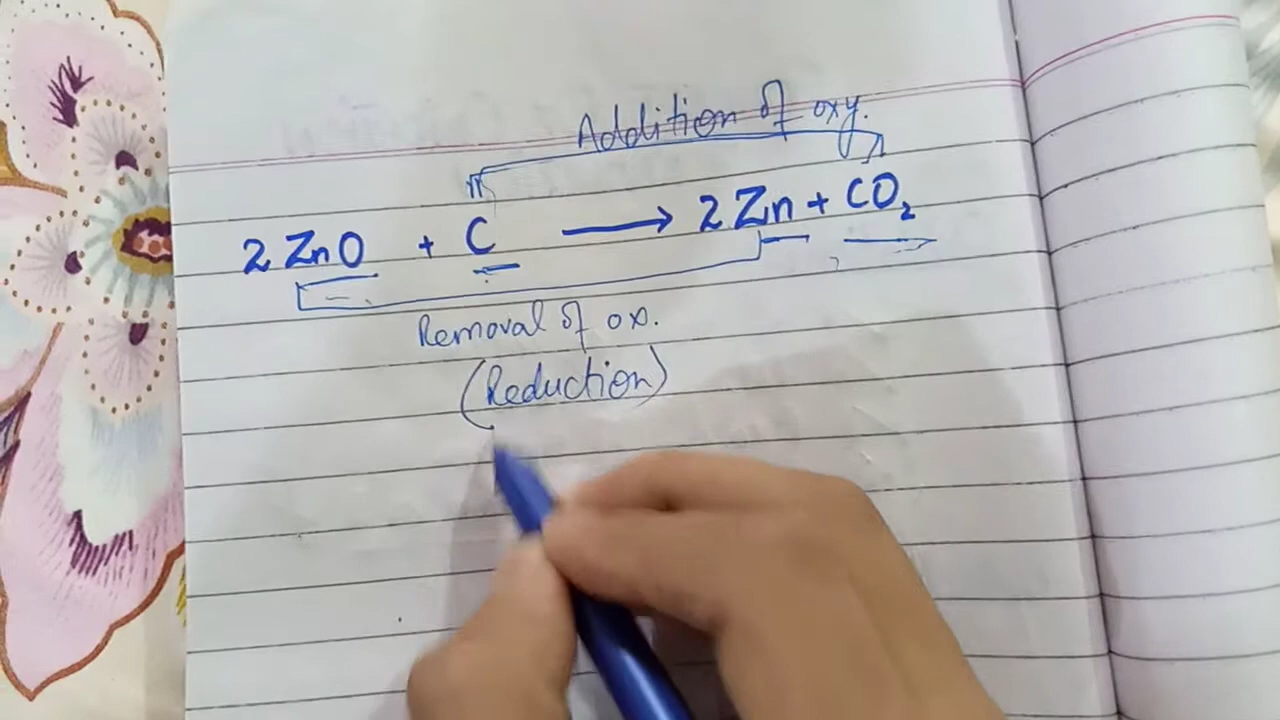 Addition of oxy.
2 ZnO + C → 2 Zn + CO₂
Removal of ox.
(Reduction)